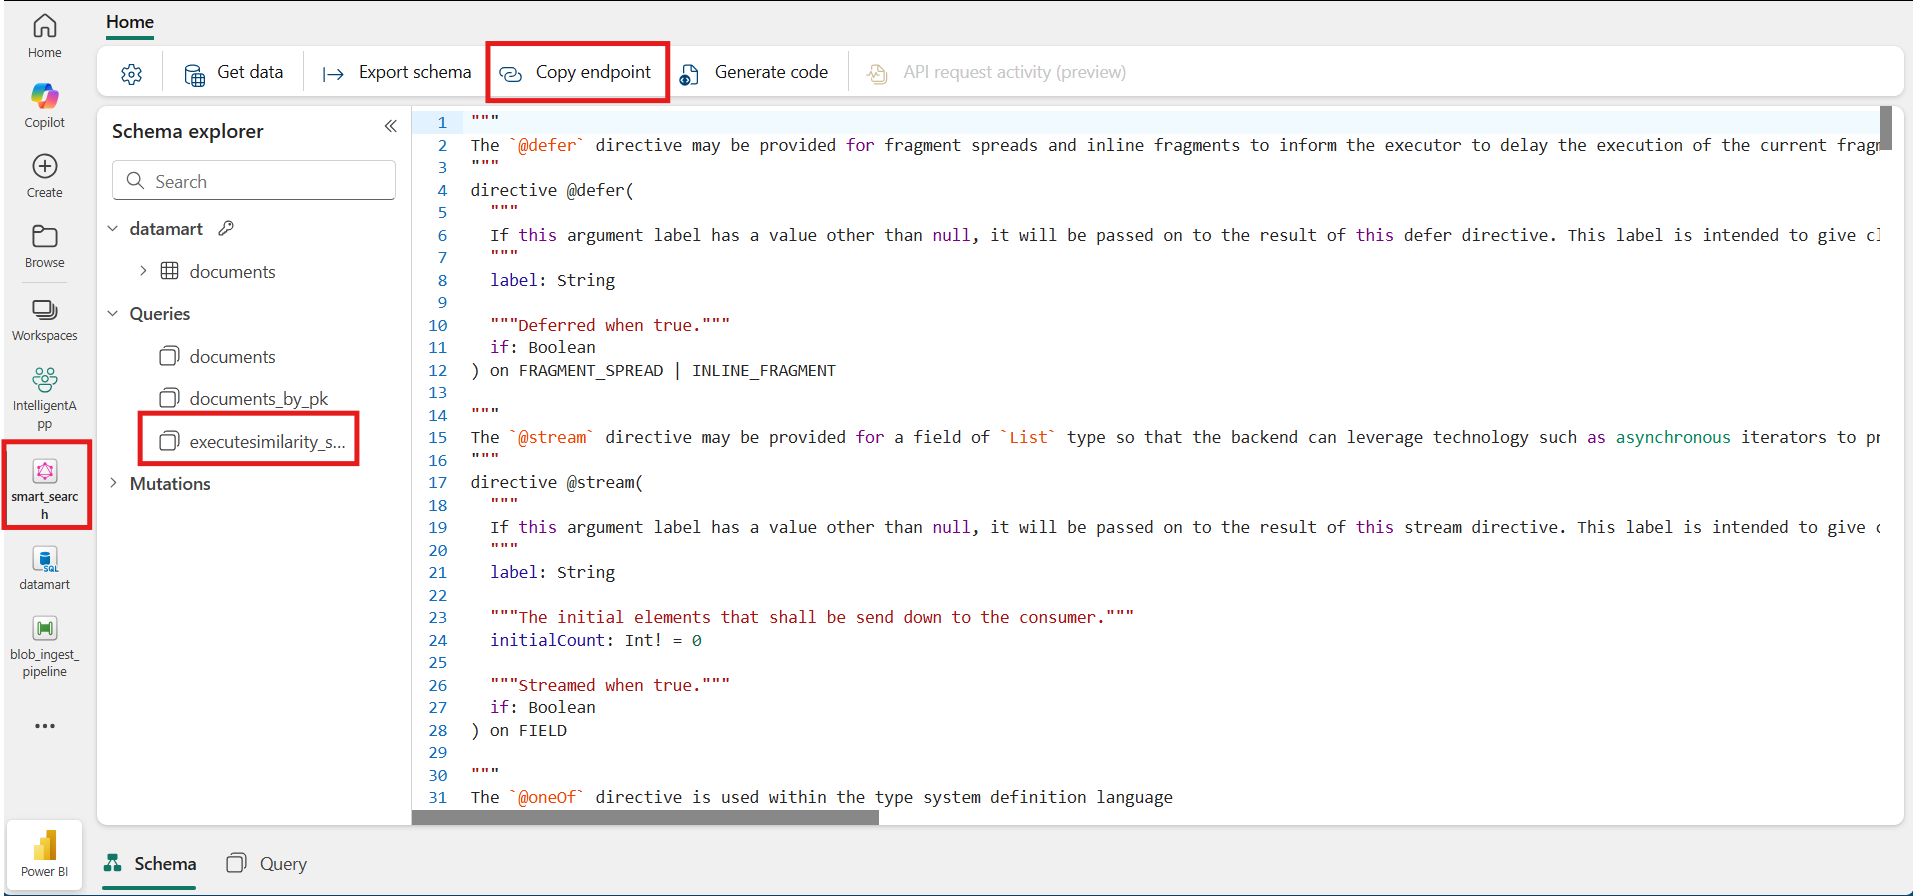 Home
Copilot
Create
Browse
Workspaces
IntelligentA
pp
smart_searc
h
datamart
SQL
blob_ingest_
pipeline
Power BI
Home
Get data
Export schema
Copy endpoint
Generate code
API request activity (preview)
Schema explorer
Search
datamart
documents
Queries
documents
documents_by_pk
executesimilarity_s...
Mutations
1 """
2 The `@defer` directive may be provided for fragment spreads and inline fragments to inform the executor to delay the execution of the current frag
3 """
4 directive @defer(
5 """
6 If this argument label has a value other than null, it will be passed on to the result of this defer directive. This label is intended to give cl
7 """
8 label: String
9
10 """Deferred when true."""
11 if: Boolean
12 ) on FRAGMENT_SPREAD | INLINE_FRAGMENT
13
14 """
15 The `@stream` directive may be provided for a field of `List` type so that the backend can leverage technology such as asynchronous iterators to pr
16 """
17 directive @stream(
18 """
19 If this argument label has a value other than null, it will be passed on to the result of this stream directive. This label is intended to give c
20 """
21 label: String
22
23 """The initial elements that shall be send down to the consumer."""
24 initialCount: Int! = 0
25
26 """Streamed when true."""
27 if: Boolean
28 ) on FIELD
29
30 """
31 The `@oneOf` directive is used within the type system definition language
Schema
Query